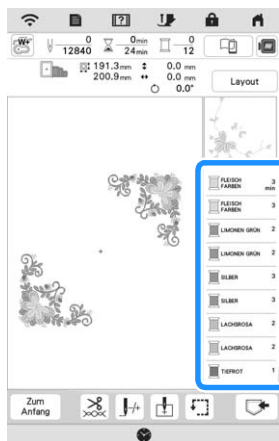 W+
0
12840
0min
24min
0
12
191.3mm
200.9mm
0.0 mm
0.0 mm
0.0°
Layout
FLEISCH FARBEN 3 min
FLEISCH FARBEN 3
LIMONEN GRÜN 2
LIMONEN GRÜN 2
SILBER 3
SILBER 3
LACHSROSA 2
LACHSROSA 2
TIEFROT 1
Zum
Anfang
-/+